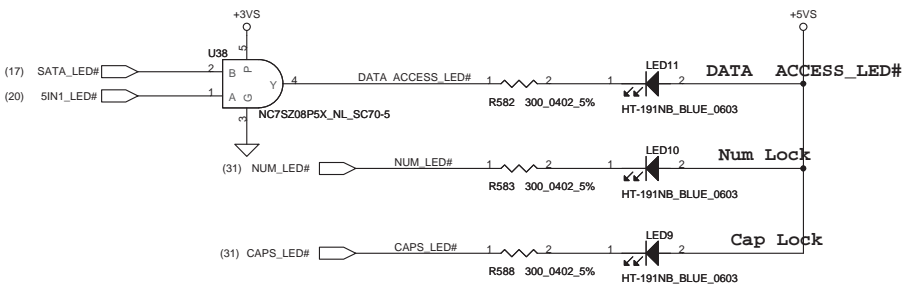 +3VS +5VS
U38
5
(17) SATA_LED# 2 B P
Y 4 DATA_ACCESS_LED# 1 2 1 LED11 2 DATA ACCESS_LED#
(20) 5IN1_LED# 1 A G
R582 300_0402_5%
HT-191NB_BLUE_0603
3 NC7SZ08P5X_NL_SC70-5
(31) NUM_LED# NUM_LED# 1 2 1 LED10 2 Num Lock
R583 300_0402_5%
HT-191NB_BLUE_0603
(31) CAPS_LED# CAPS_LED# 1 2 1 LED9 2 Cap Lock
R588 300_0402_5%
HT-191NB_BLUE_0603